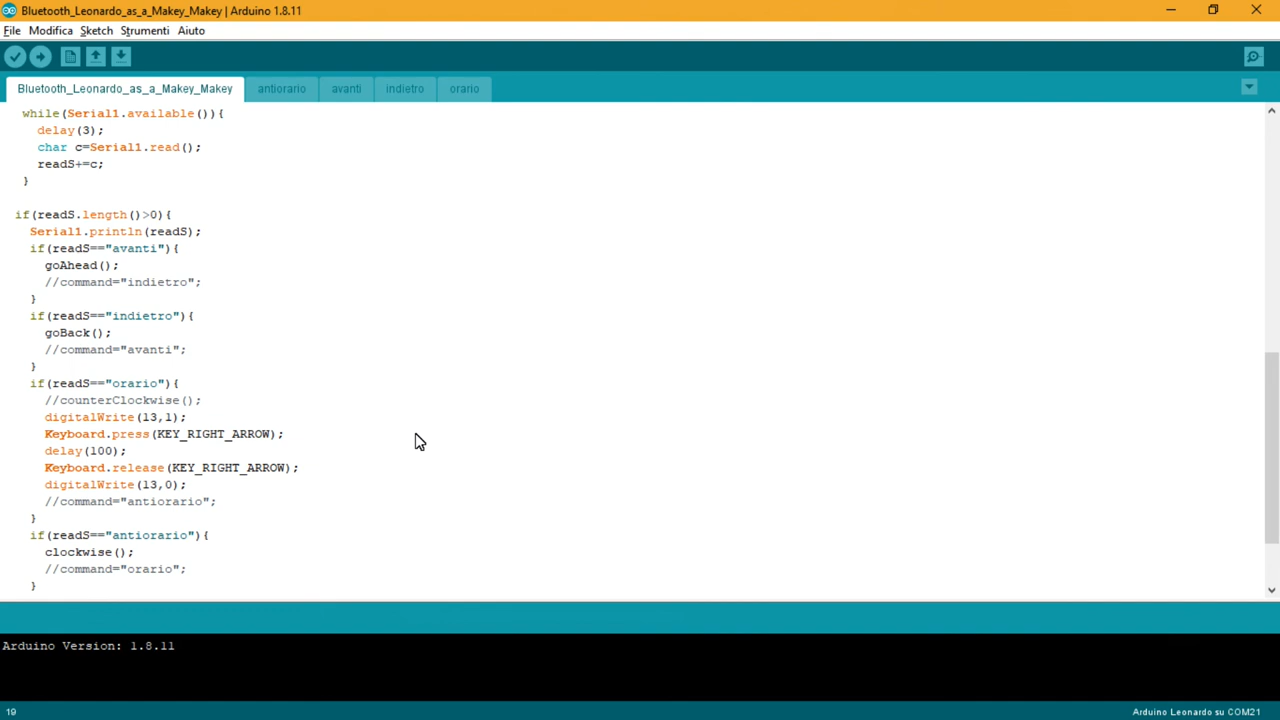 Bluetooth_Leonardo_as_a_Makey_Makey | Arduino 1.8.11
File Modifica Sketch Strumenti Aiuto
Bluetooth_Leonardo_as_a_Makey_Makey antiorario avanti indietro orario
while(Serial1.available()){
delay(3);
char c=Serial1.read();
readS+=c;
}
if(readS.length()>0){
Serial1.println(readS);
if(readS=="avanti"){
goAhead();
//command="indietro";
}
if(readS=="indietro"){
goBack();
//command="avanti";
}
if(readS=="orario"){
//counterClockwise();
digitalWrite(13,1);
Keyboard.press(KEY_RIGHT_ARROW);
delay(100);
Keyboard.release(KEY_RIGHT_ARROW);
digitalWrite(13,0);
//command="antiorario";
}
if(readS=="antiorario"){
clockwise();
//command="orario";
}
Arduino Version: 1.8.11
19 Arduino Leonardo su COM21